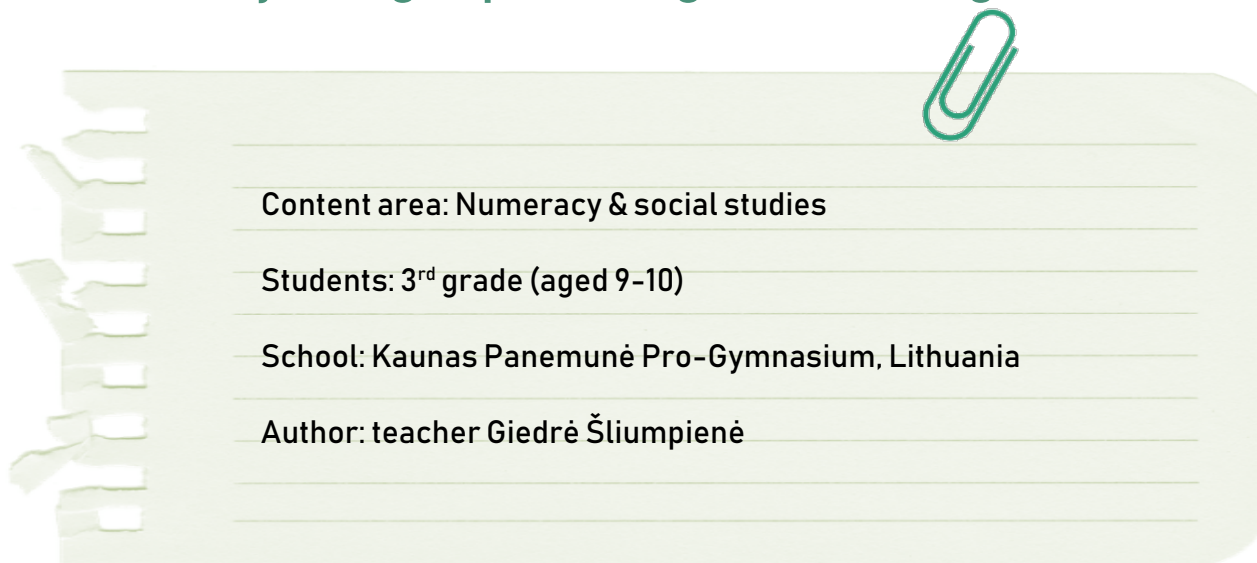 Content area: Numeracy & social studies
Students: 3rd grade (aged 9-10)
School: Kaunas Panemunė Pro-Gymnasium, Lithuania
Author: teacher Giedrė Šliumpienė